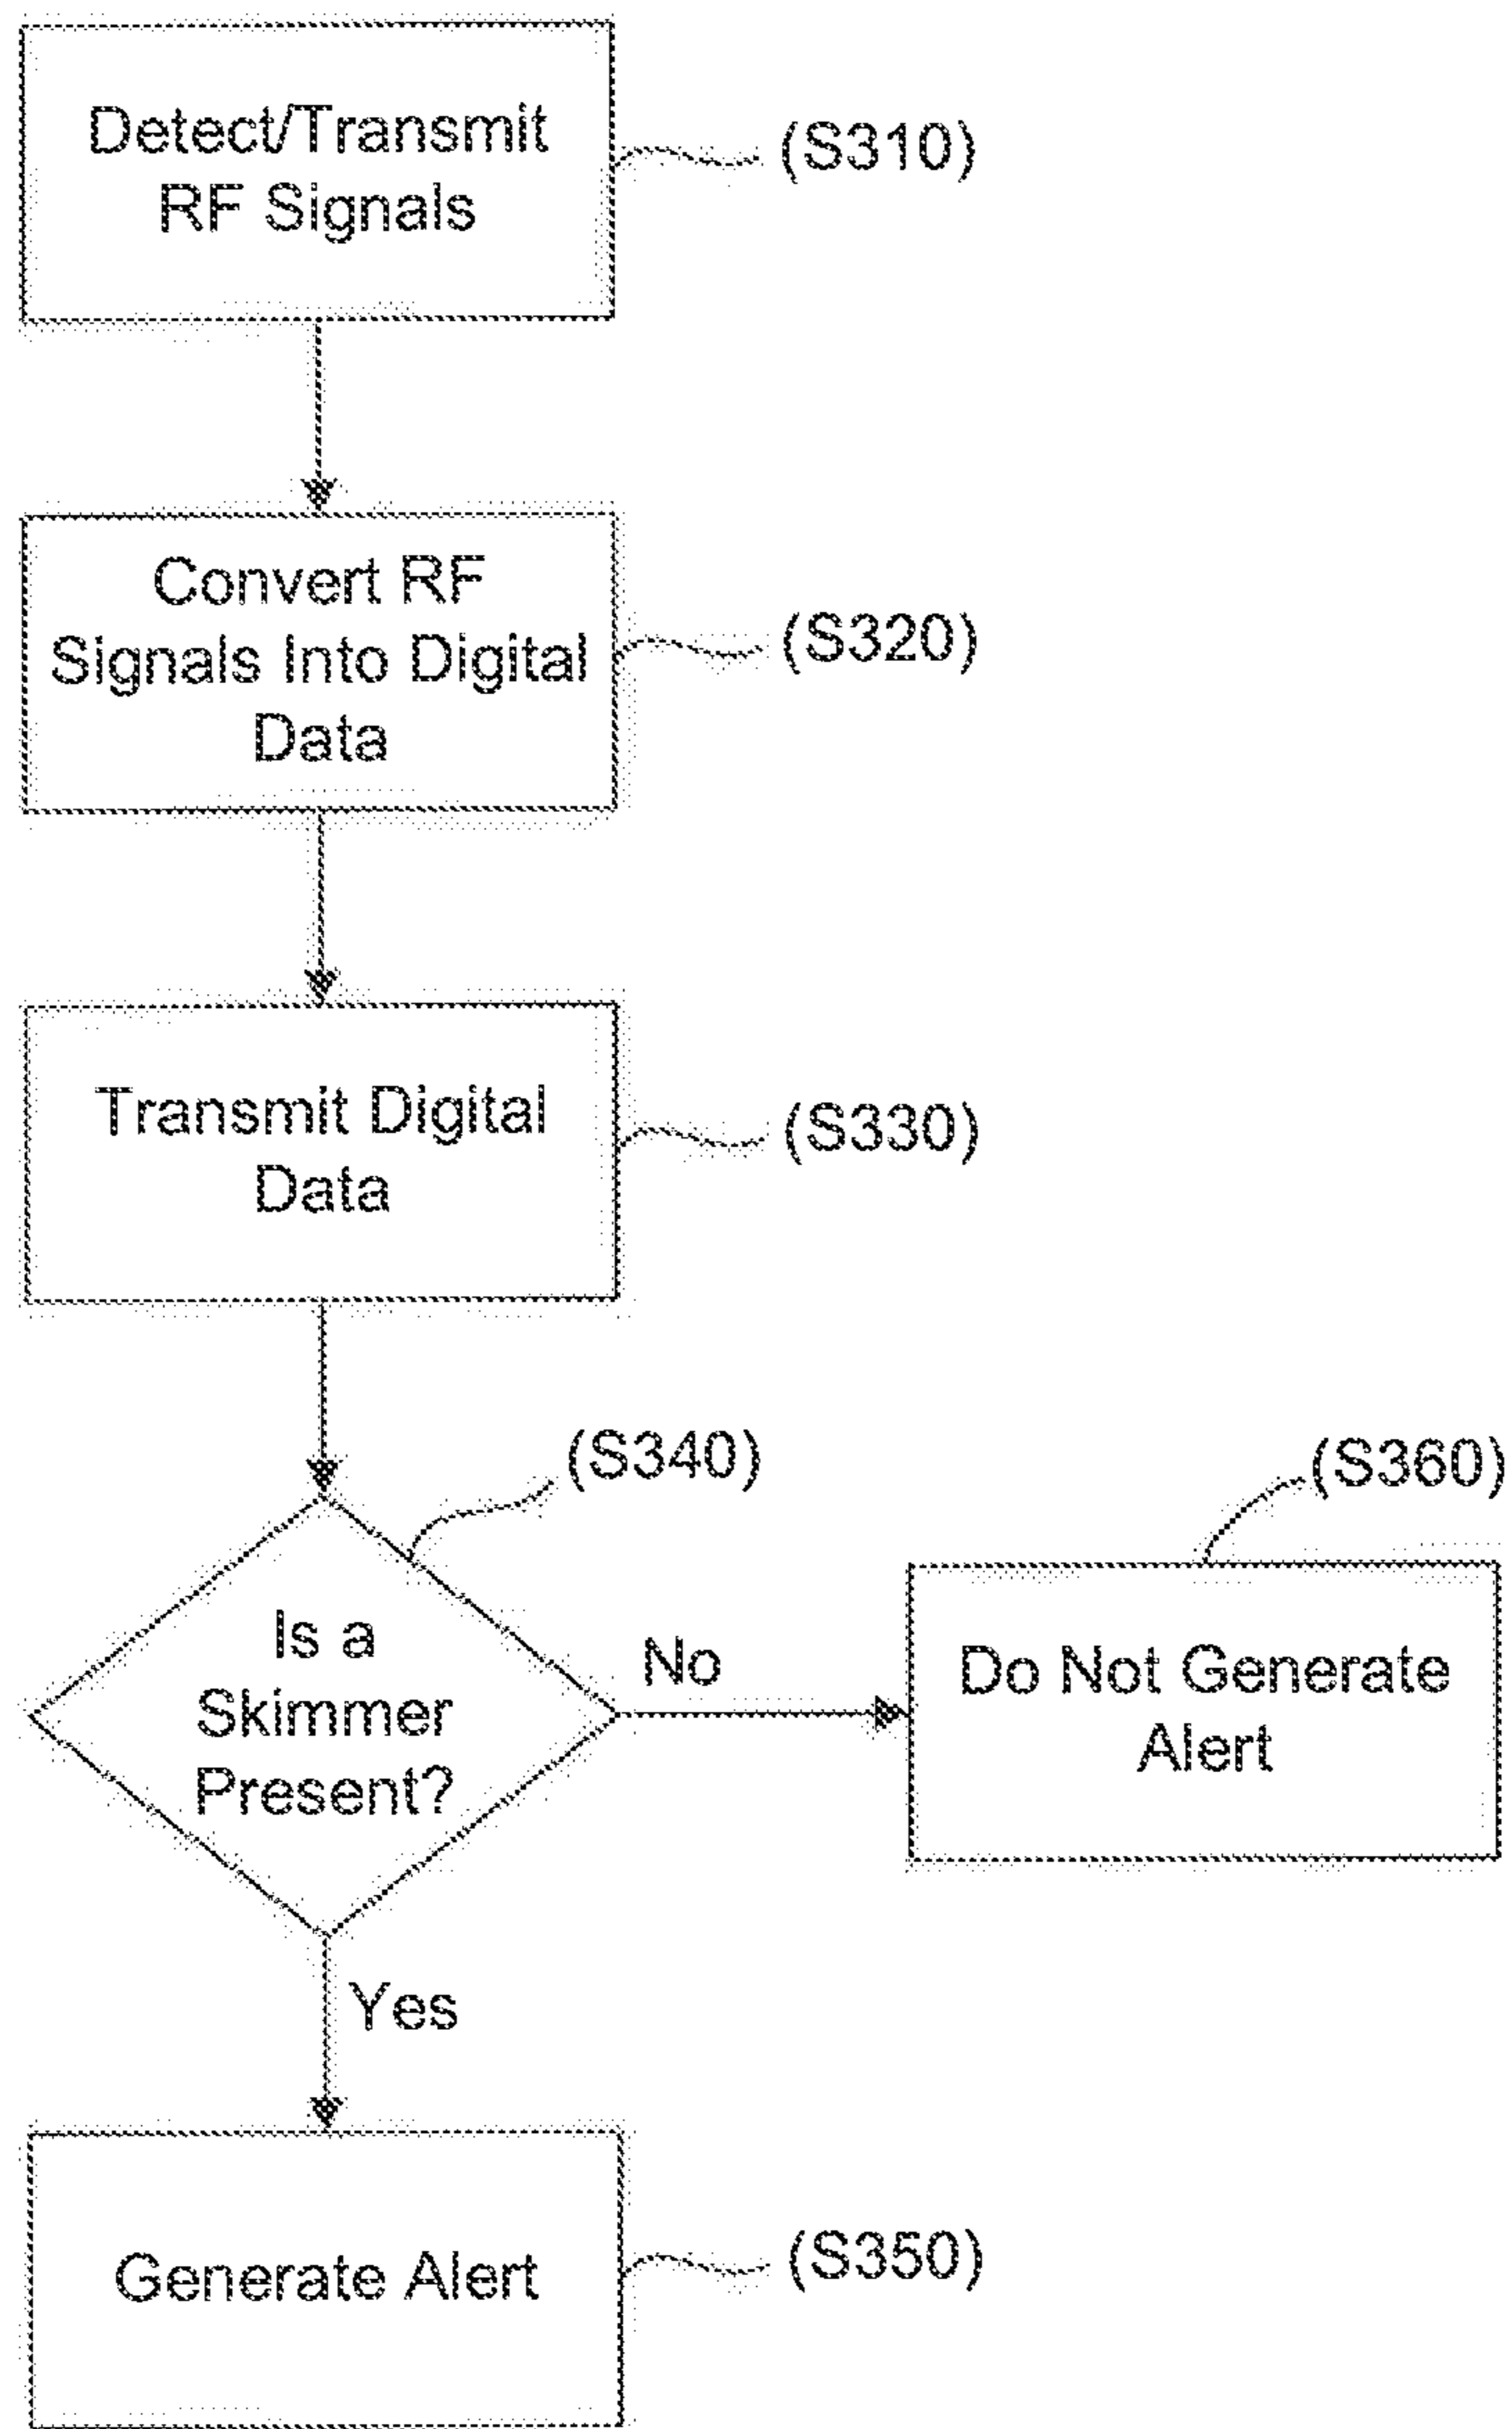 Detect/Transmit
RF Signals
(S310)
Convert RF
Signals Into Digital
Data
(S320)
Transmit Digital
Data
(S330)
(S340)
Is a
Skimmer
Present?
No
(S360)
Do Not Generate
Alert
Yes
Generate Alert
(S350)